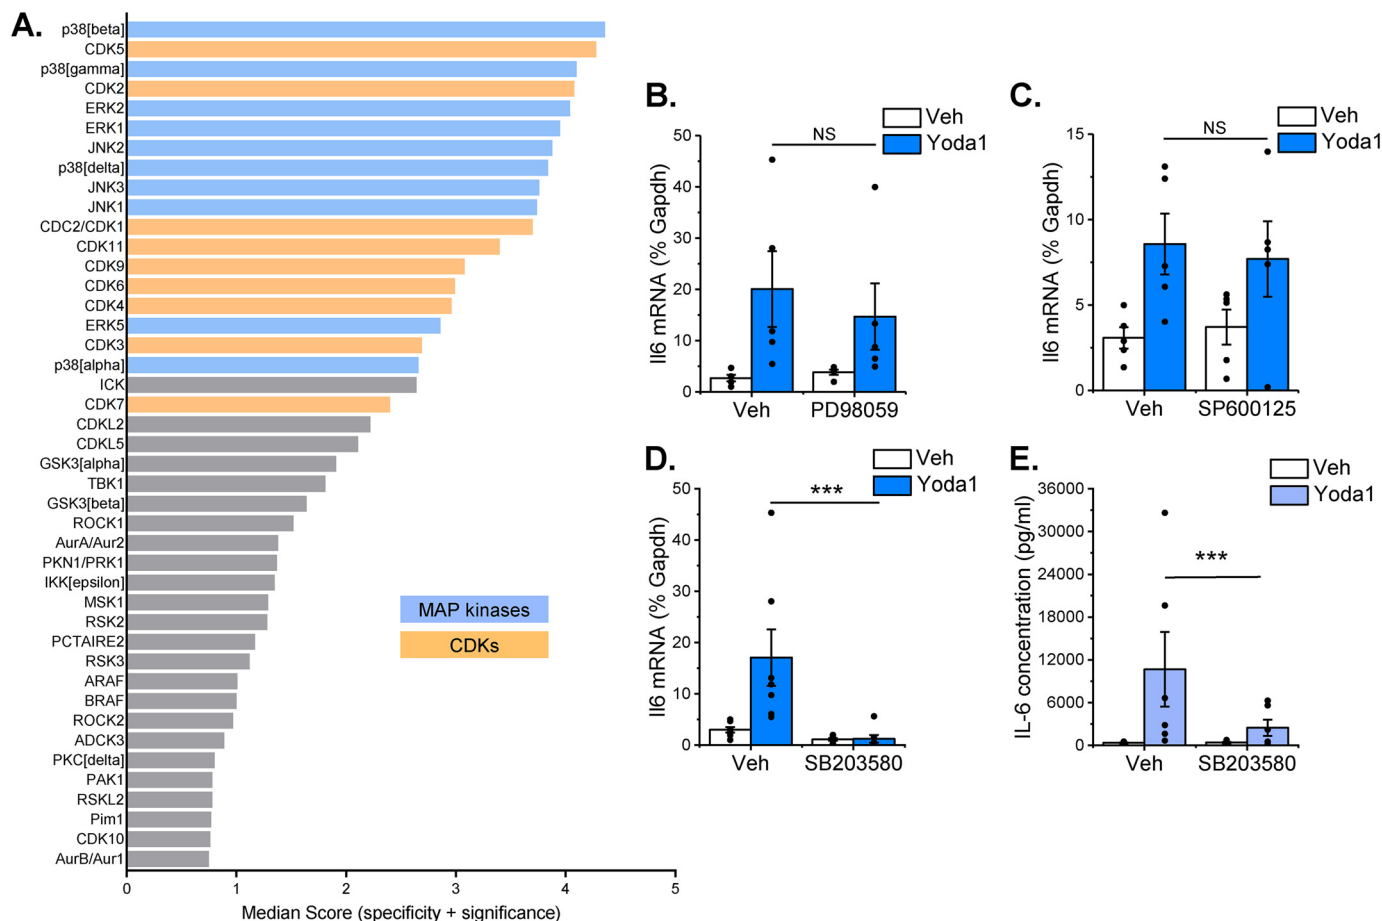 A.
p38[beta]
CDK5
p38[gamma]
CDK2
ERK2
ERK1
JNK2
p38[delta]
JNK3
JNK1
CDC2/CDK1
CDK11
CDK9
CDK6
CDK4
ERK5
CDK3
p38[alpha]
ICK
CDK7
CDKL2
CDKL5
GSK3[alpha]
TBK1
GSK3[beta]
ROCK1
AurA/Aur2
PKN1/PRK1
IKK[epsilon]
MSK1
RSK2
PCTAIRE2
RSK3
ARAF
BRAF
ROCK2
ADCK3
PKC[delta]
PAK1
RSKL2
Pim1
CDK10
AurB/Aur1
0 1 2 3 4 5
Median Score (specificity + significance)
MAP kinases
CDKs
B.
Veh
Yoda1
NS
50
40
30
20
10
0
Il6 mRNA (% Gapdh)
Veh PD98059
C.
Veh
Yoda1
NS
15
10
5
0
Il6 mRNA (% Gapdh)
Veh SP600125
D.
Veh
Yoda1
***
50
40
30
20
10
0
Il6 mRNA (% Gapdh)
Veh SB203580
E.
Veh
Yoda1
***
36000
30000
24000
18000
12000
6000
0
IL-6 concentration (pg/ml)
Veh SB203580